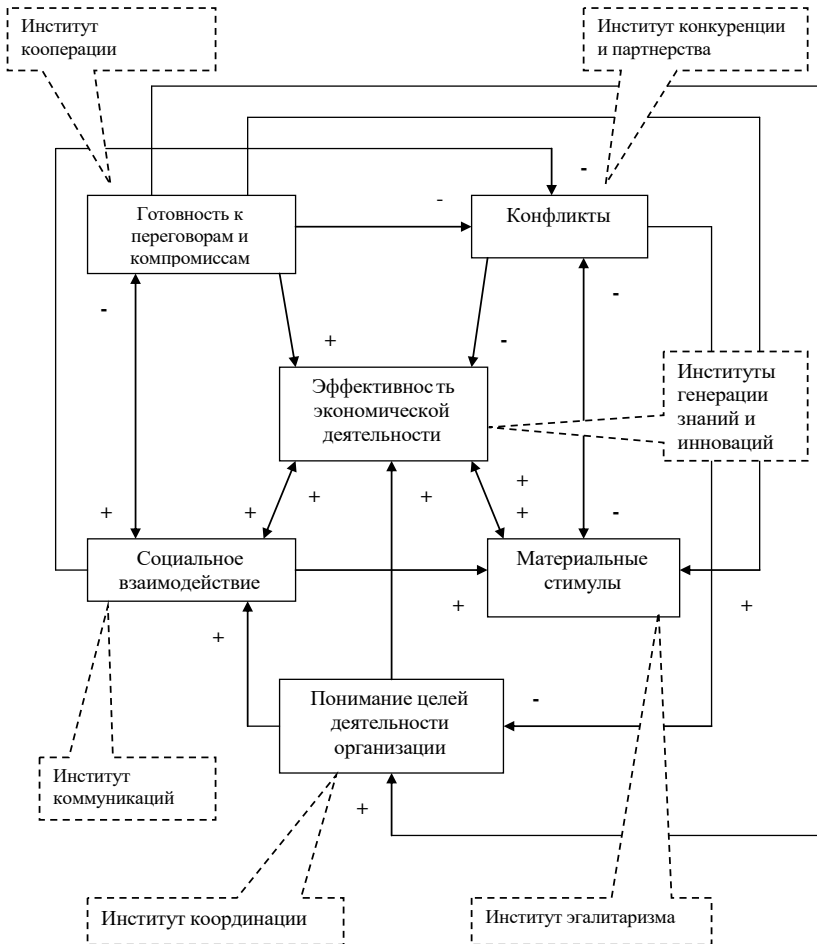 Институт
кооперации
Институт конкуренции
и партнерства
-
-
Готовность к
переговорам и
компромиссам
Конфликты
-
-
+
-
Эффективность
экономической
деятельности
Институты
генерации
знаний и
инноваций
+
+
+
+
+
+
-
Социальное
взаимодействие
Материальные
стимулы
+
+
+
Понимание целей
деятельности
организации
-
Институт
коммуникаций
+
Институт координации
Институт эгалитаризма